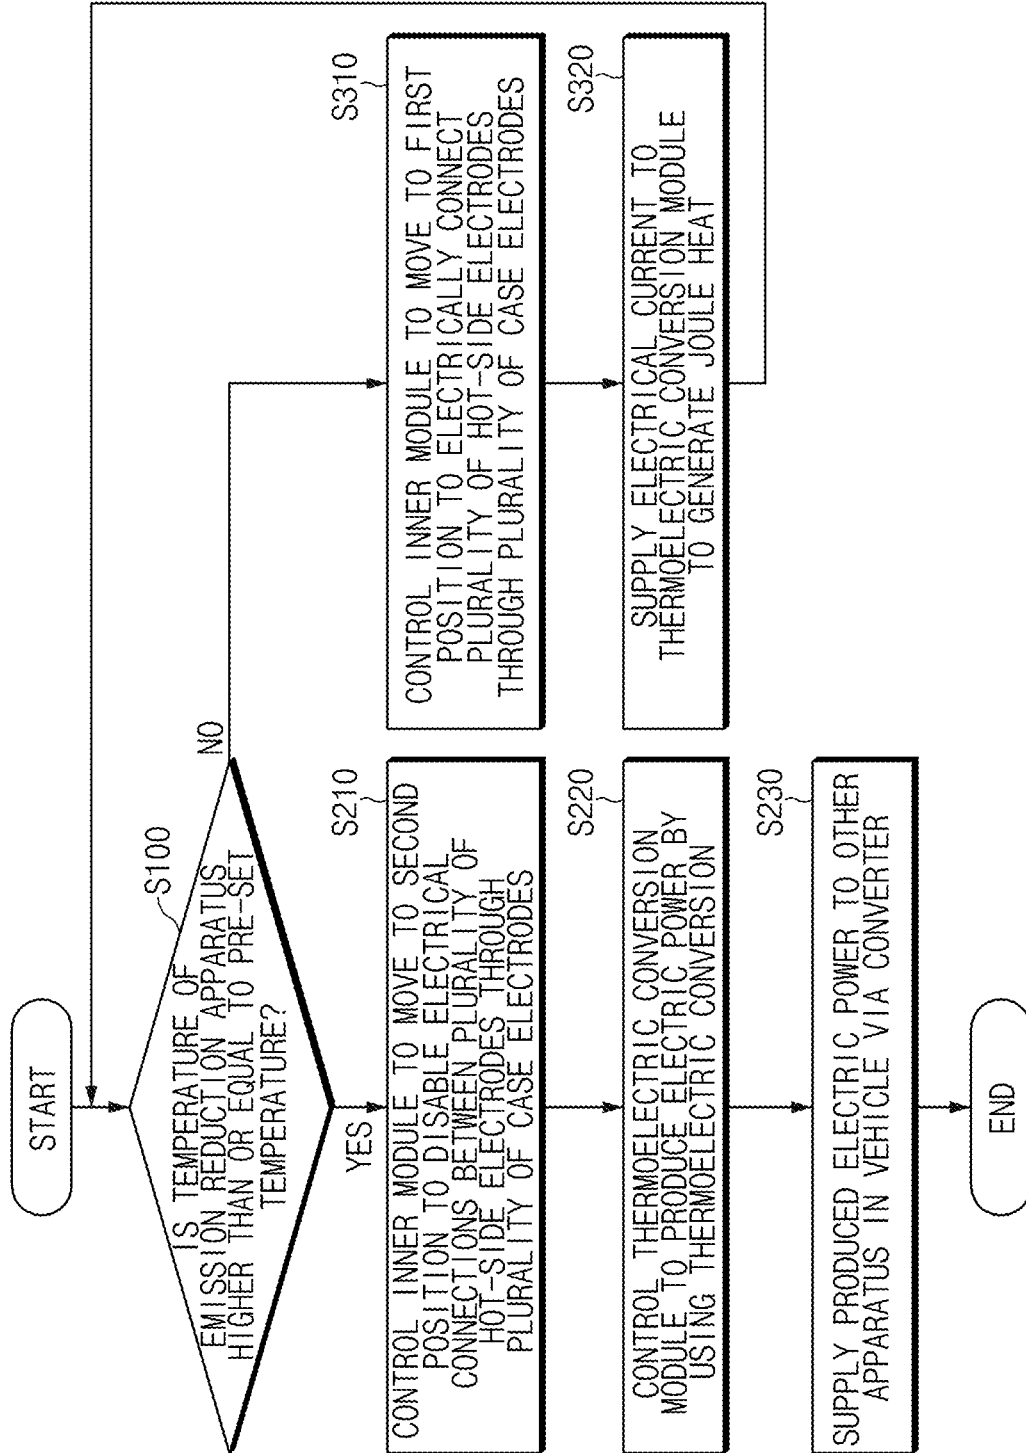 START
S100
IS TEMPERATURE OF
EMISSION REDUCTION APPARATUS
HIGHER THAN OR EQUAL TO PRE-SET
TEMPERATURE?
NO
YES
S210
CONTROL INNER MODULE TO MOVE TO SECOND
POSITION TO DISABLE ELECTRICAL
CONNECTIONS BETWEEN PLURALITY OF
HOT-SIDE ELECTRODES THROUGH
PLURALITY OF CASE ELECTRODES
S220
CONTROL THERMOELECTRIC CONVERSION
MODULE TO PRODUCE ELECTRIC POWER BY
USING THERMOELECTRIC CONVERSION
S230
SUPPLY PRODUCED ELECTRIC POWER TO OTHER
APPARATUS IN VEHICLE VIA CONVERTER
END
S310
CONTROL INNER MODULE TO MOVE TO FIRST
POSITION TO ELECTRICALLY CONNECT
PLURALITY OF HOT-SIDE ELECTRODES
THROUGH PLURALITY OF CASE ELECTRODES
S320
SUPPLY ELECTRICAL CURRENT TO
THERMOELECTRIC CONVERSION MODULE
TO GENERATE JOULE HEAT